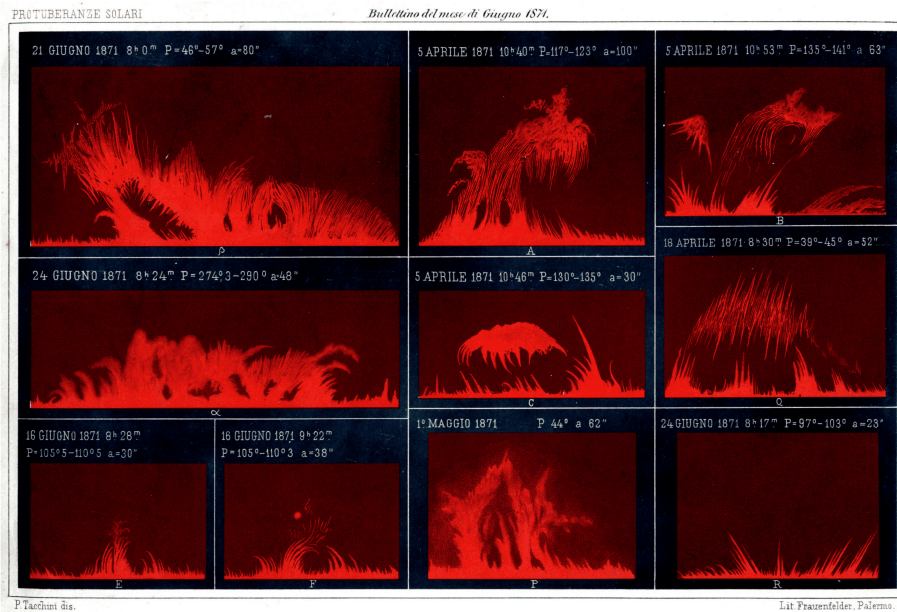 PROTUBERANZE SOLARI
Bullettino del mese di Giugno 1871.
21 GIUGNO 1871 8ʰ 0ᵐ P=46°-57° a=80"
β
5 APRILE 1871 10ʰ 40ᵐ P=117°-123° a=100"
A
5 APRILE 1871 10ʰ 53ᵐ P=135°-141° a 63"
B
24 GIUGNO 1871 8ʰ 24ᵐ P=274°,3-290° a=48"
α
5 APRILE 1871 10ʰ 46ᵐ P=130°-135° a=30"
C
18 APRILE 1871 8ʰ 30ᵐ P=39°-45° a=52"
Q
16 GIUGNO 1871 8ʰ 28ᵐ
P=105°5-110°5 a=30"
E
16 GIUGNO 1871 9ʰ 22ᵐ
P=105°-110°3 a=38"
F
1° MAGGIO 1871 P 44° a 62"
P
24 GIUGNO 1871 8ʰ 17ᵐ P=97°-103° a=23"
R
P. Tacchini dis.
Lit. Frauenfelder, Palermo.